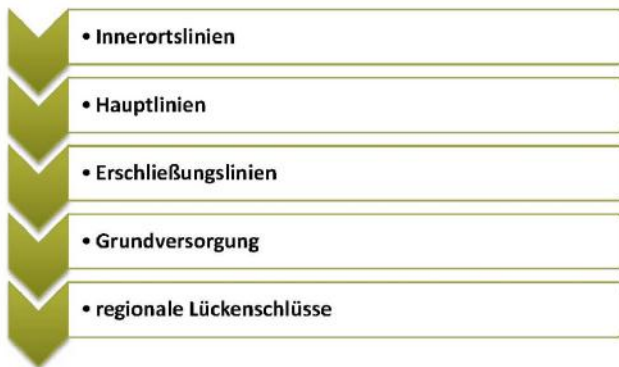 • Innerortslinien
• Hauptlinien
• Erschließungslinien
• Grundversorgung
• regionale Lückenschlüsse